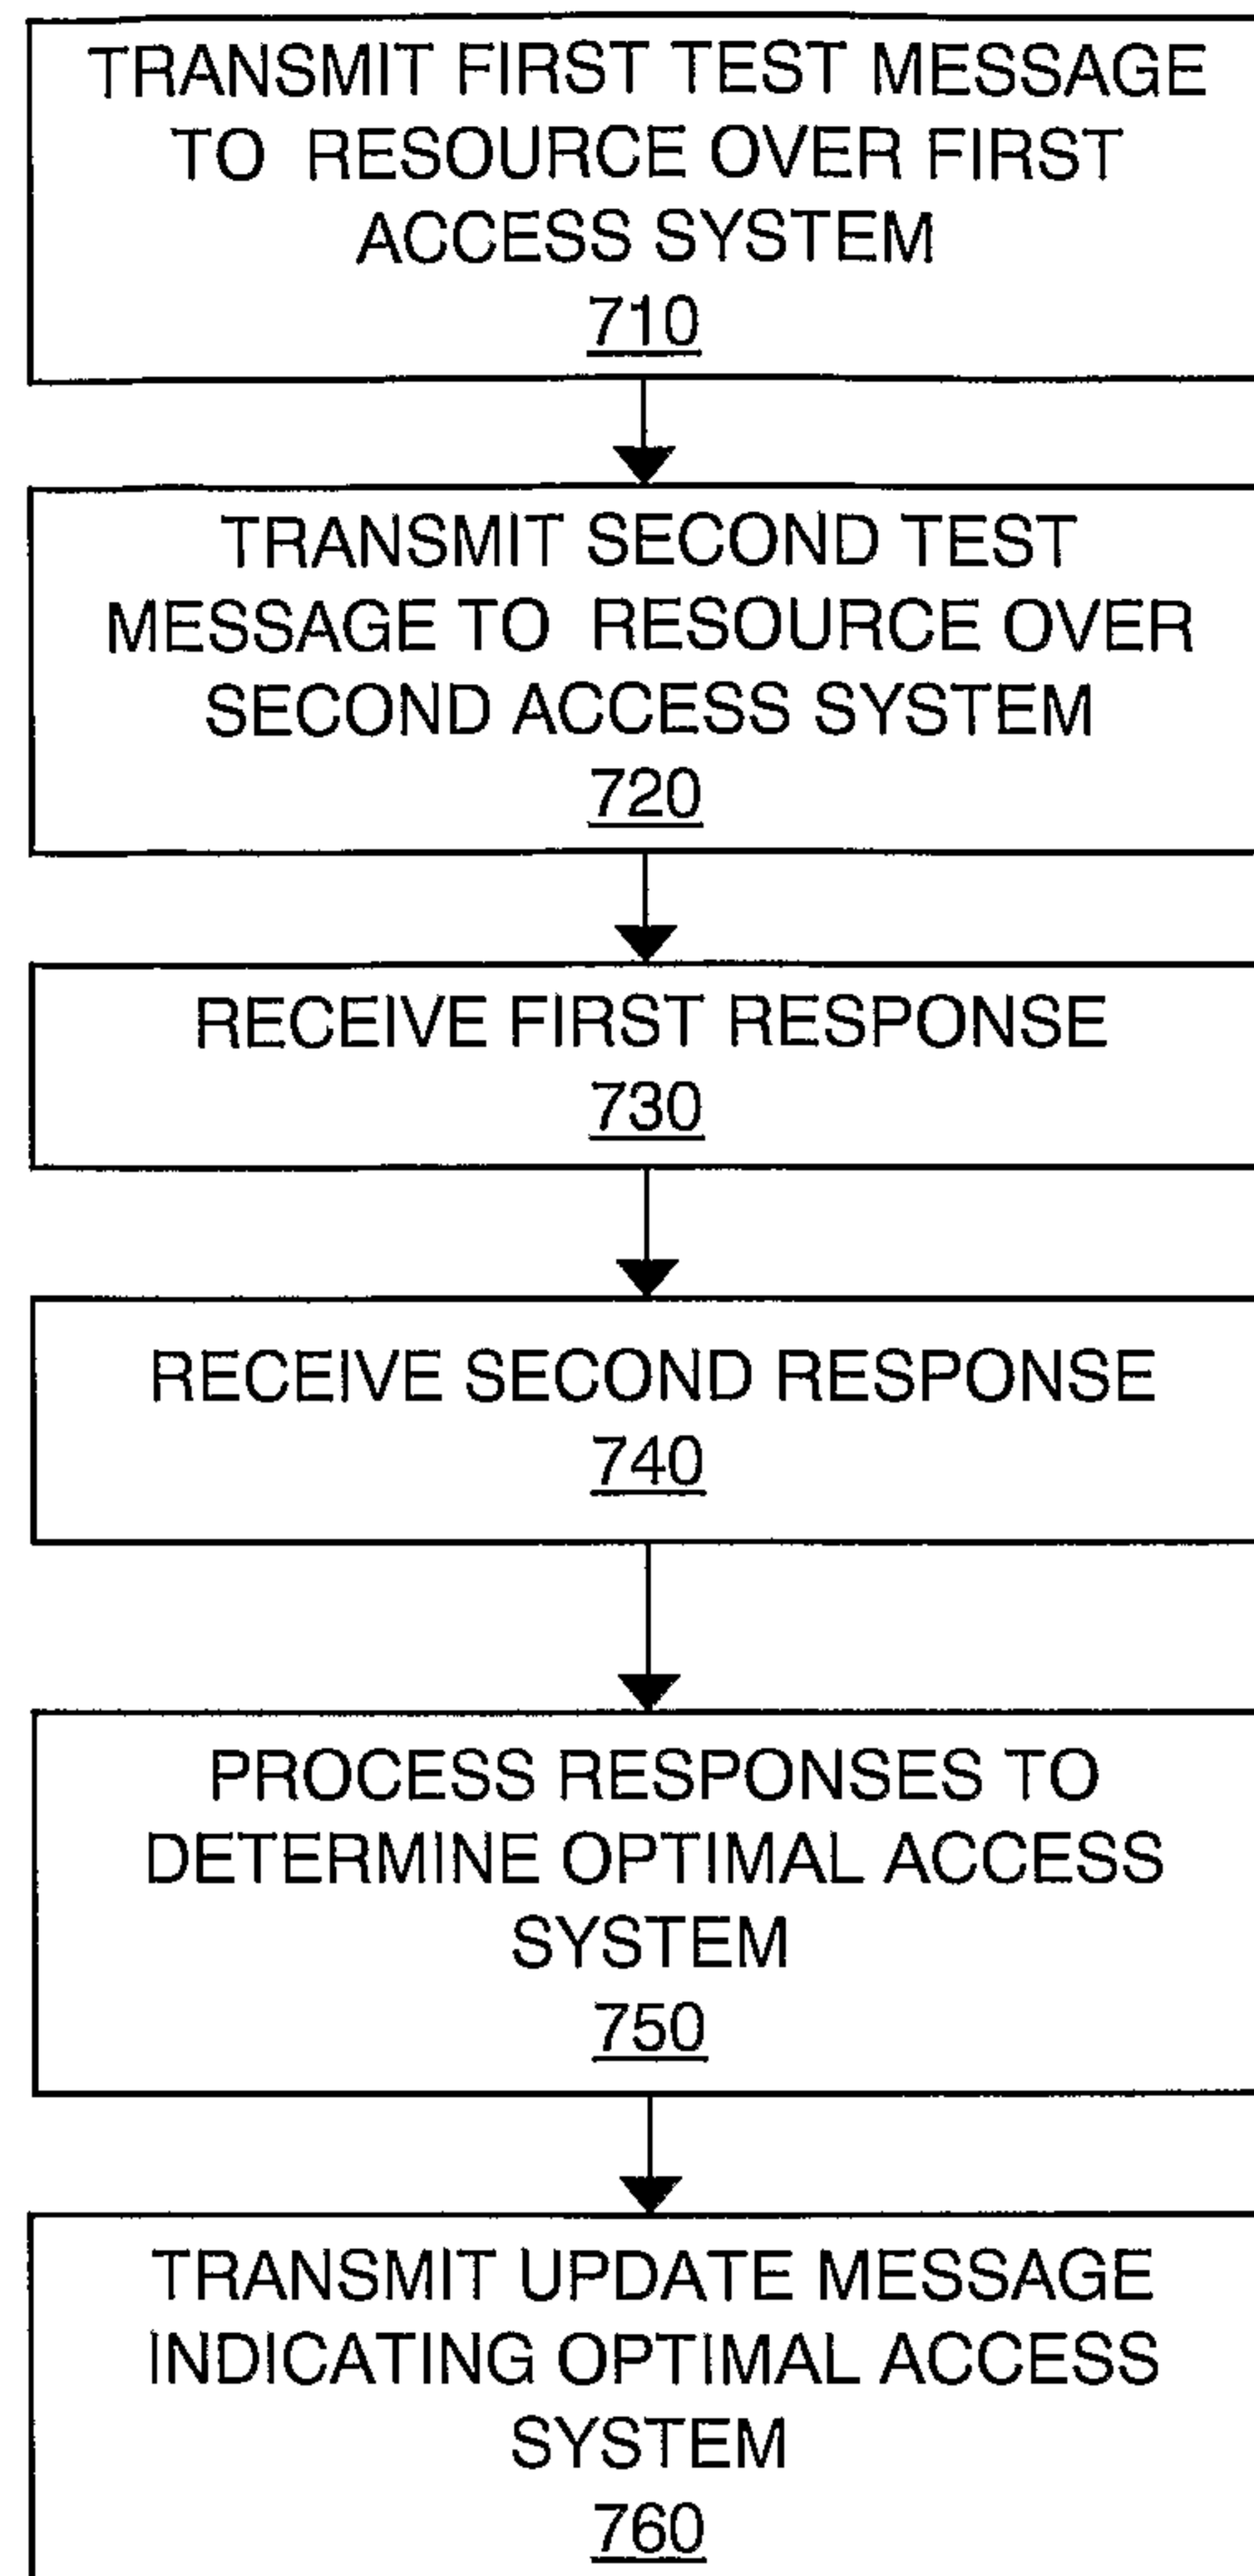 TRANSMIT FIRST TEST MESSAGE
TO RESOURCE OVER FIRST
ACCESS SYSTEM
710
TRANSMIT SECOND TEST
MESSAGE TO RESOURCE OVER
SECOND ACCESS SYSTEM
720
RECEIVE FIRST RESPONSE
730
RECEIVE SECOND RESPONSE
740
PROCESS RESPONSES TO
DETERMINE OPTIMAL ACCESS
SYSTEM
750
TRANSMIT UPDATE MESSAGE
INDICATING OPTIMAL ACCESS
SYSTEM
760